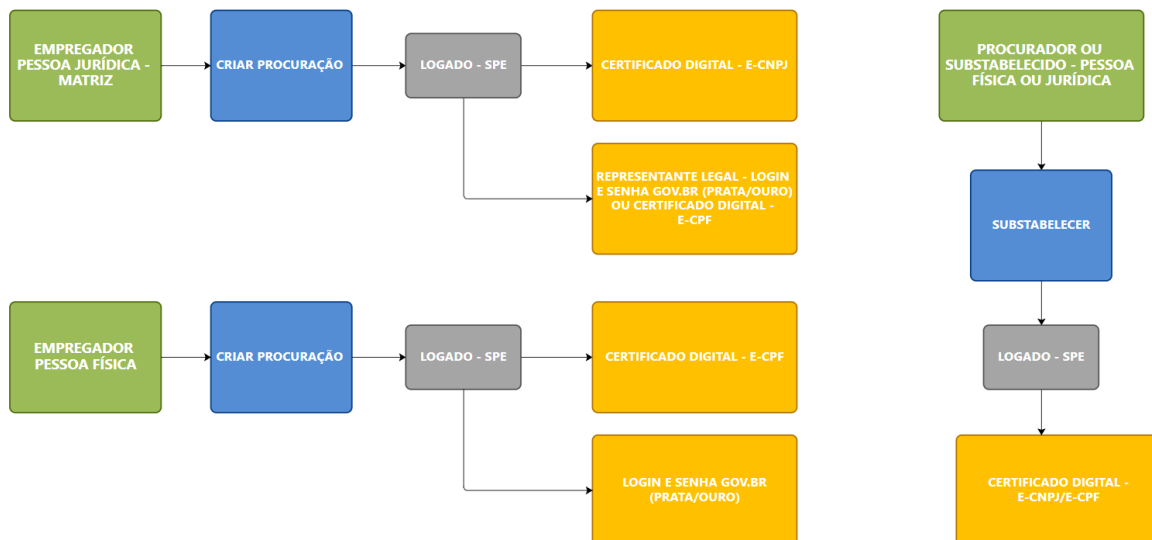 EMPREGADOR
PESSOA JURÍDICA -
MATRIZ
CRIAR PROCURAÇÃO
LOGADO - SPE
CERTIFICADO DIGITAL - E-CNPJ
REPRESENTANTE LEGAL - LOGIN
E SENHA GOV.BR (PRATA/OURO)
OU CERTIFICADO DIGITAL -
E-CPF
EMPREGADOR
PESSOA FÍSICA
CRIAR PROCURAÇÃO
LOGADO - SPE
CERTIFICADO DIGITAL - E-CPF
LOGIN E SENHA GOV.BR
(PRATA/OURO)
PROCURADOR OU
SUBSTABELECIDO - PESSOA
FÍSICA OU JURÍDICA
SUBSTABELECER
LOGADO - SPE
CERTIFICADO DIGITAL -
E-CNPJ/E-CPF